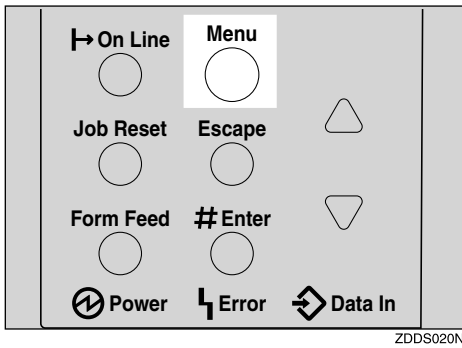 On Line Menu
Job Reset Escape
Form Feed # Enter
Power Error Data In
ZDDS020N